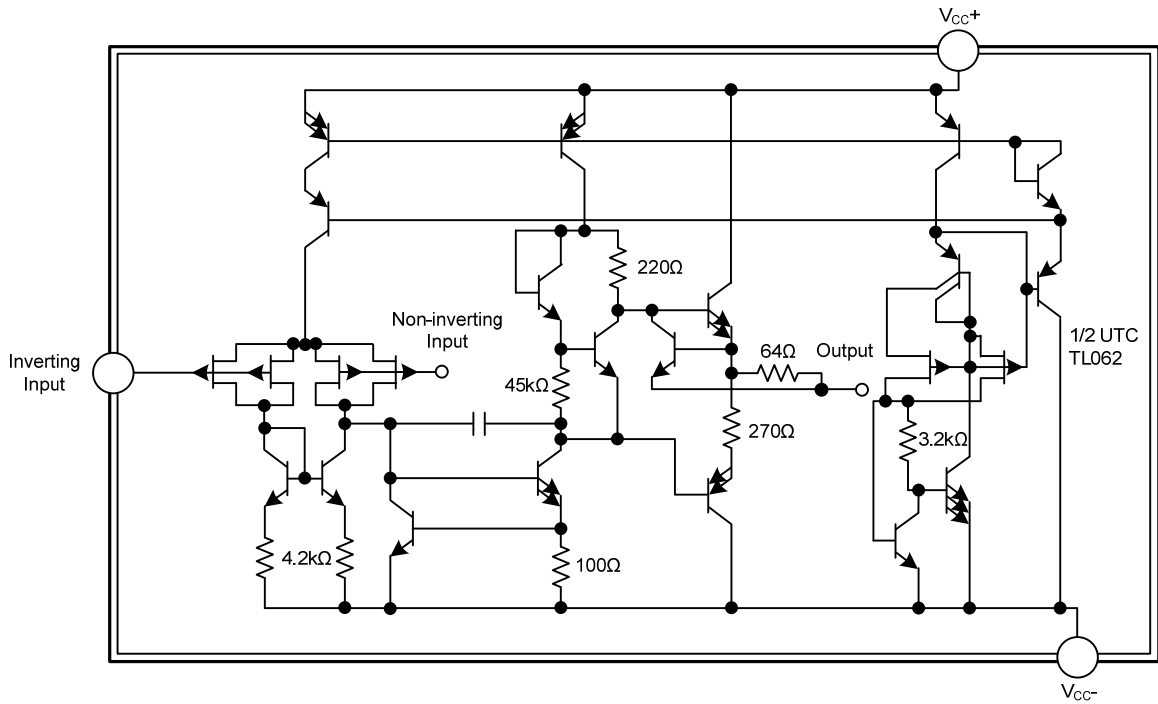 VCC+
220Ω
Non-inverting
Input
Inverting
Input
64Ω
Output
1/2 UTC
TL062
45kΩ
270Ω
3.2kΩ
4.2kΩ
100Ω
VCC-